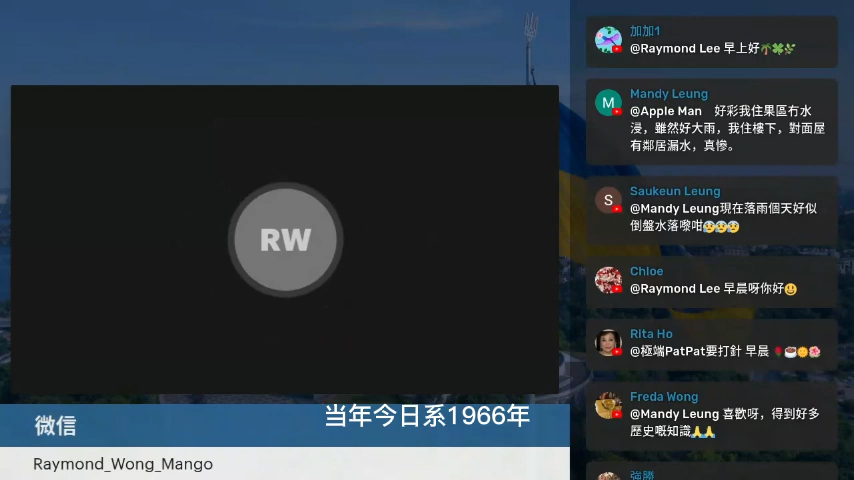 RW
当年今日系1966年
微信
Raymond_Wong_Mango
加加1
@Raymond Lee 早上好🌴🍀🌿
Mandy Leung
@Apple Man 好彩我住果區冇水
浸，雖然好大雨，我住樓下，對面屋
有鄰居漏水，真慘。
Saukeun Leung
@Mandy Leung現在落雨個天好似
倒盤水落嚟咁😰😰😰
Chloe
@Raymond Lee 早晨呀你好😃
Rita Ho
@極端PatPat要打針 早晨 🌹☕🌼🌺
Freda Wong
@Mandy Leung 喜歡呀，得到好多
歷史嘅知識🙏🙏
M
S